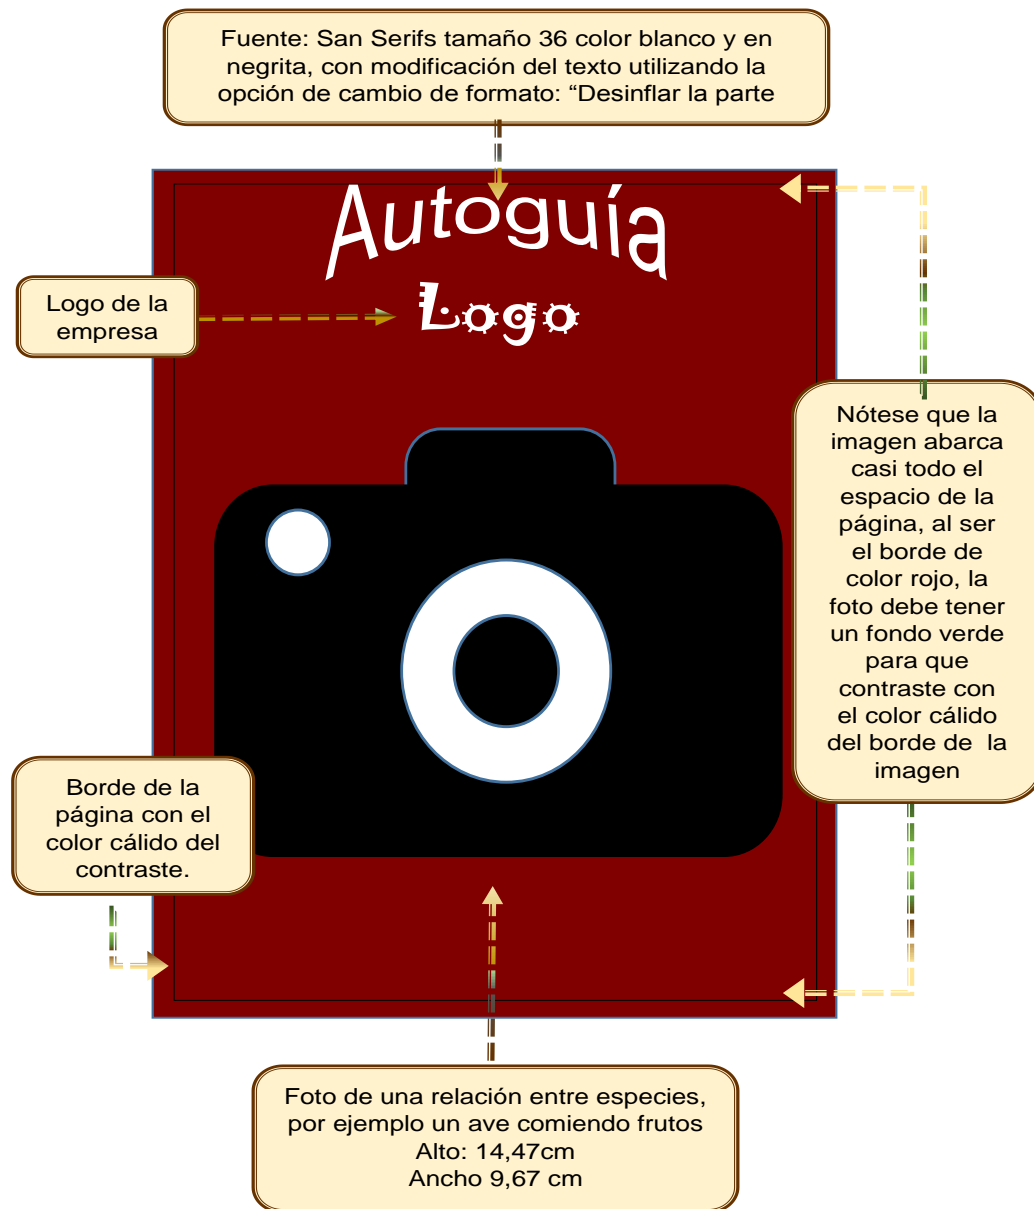 Fuente: San Serifs tamaño 36 color blanco y en
negrita, con modificación del texto utilizando la
opción de cambio de formato: “Desinflar la parte
Autoguía
Logo
Logo de la
empresa
Nótese que la
imagen abarca
casi todo el
espacio de la
página, al ser
el borde de
color rojo, la
foto debe tener
un fondo verde
para que
contraste con
el color cálido
del borde de la
imagen
Borde de la
página con el
color cálido del
contraste.
Foto de una relación entre especies,
por ejemplo un ave comiendo frutos
Alto: 14,47cm
Ancho 9,67 cm